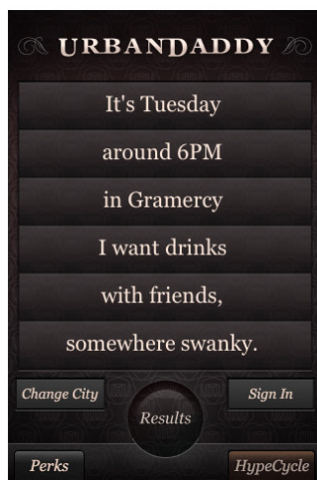 URBANDADDY
It's Tuesday
around 6PM
in Gramercy
I want drinks
with friends,
somewhere swanky.
Change City
Sign In
Results
Perks
HypeCycle